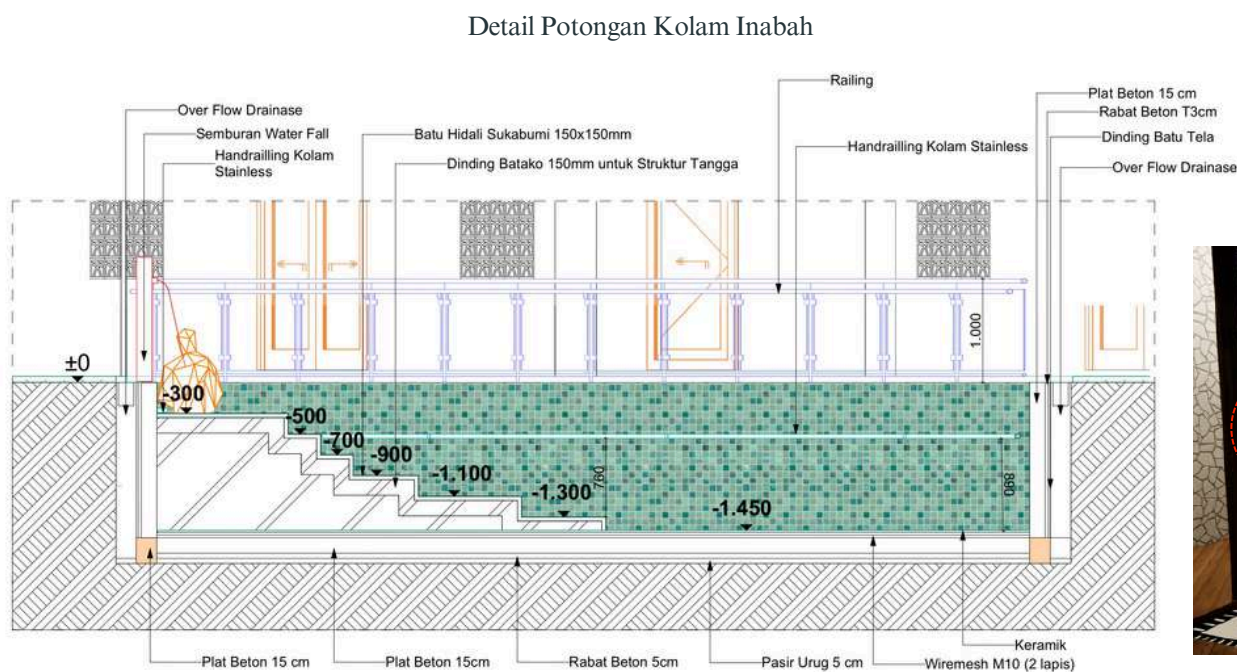 Detail Potongan Kolam Inabah
Railing
Over Flow Drainase
Semburan Water Fall
Handrailling Kolam
Stainless
Batu Hidali Sukabumi 150x150mm
Dinding Batako 150mm untuk Struktur Tangga
Handrailling Kolam Stainless
Plat Beton 15 cm
Rabat Beton T3cm
Dinding Batu Tela
Over Flow Drainase
1.000
±0
-300
-500
-700
-900
-1.100
-1.300
-1.450
760
890
Plat Beton 15 cm
Plat Beton 15cm
Rabat Beton 5cm
Pasir Urug 5 cm
Keramik
Wiremesh M10 (2 lapis)